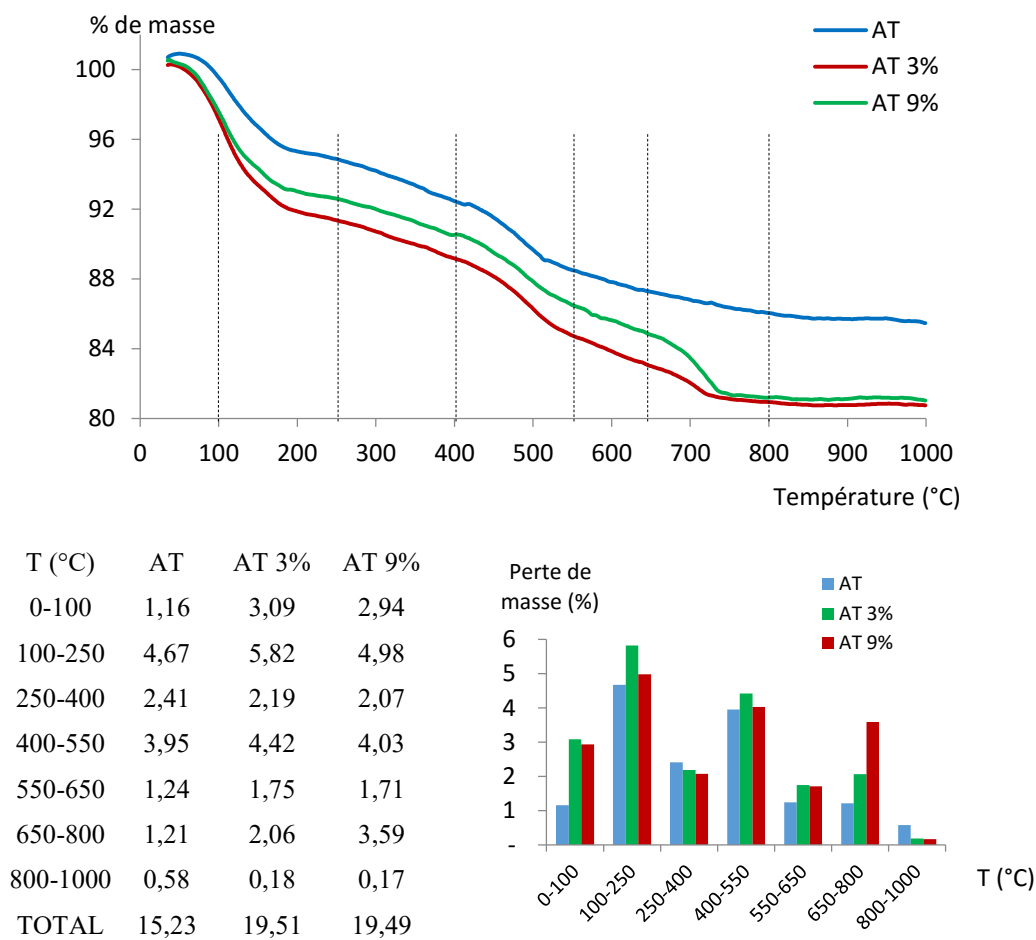 % de masse
AT
AT 3%
AT 9%
100
96
92
88
84
80
0 100 200 300 400 500 600 700 800 900 1000
Température (°C)
T (°C) AT AT 3% AT 9%
0-100 1,16 3,09 2,94
100-250 4,67 5,82 4,98
250-400 2,41 2,19 2,07
400-550 3,95 4,42 4,03
550-650 1,24 1,75 1,71
650-800 1,21 2,06 3,59
800-1000 0,58 0,18 0,17
TOTAL 15,23 19,51 19,49
Perte de
masse (%)
AT
AT 3%
AT 9%
6
5
4
3
2
1
-
0-100 100-250 250-400 400-550 550-650 650-800 800-1000
T (°C)